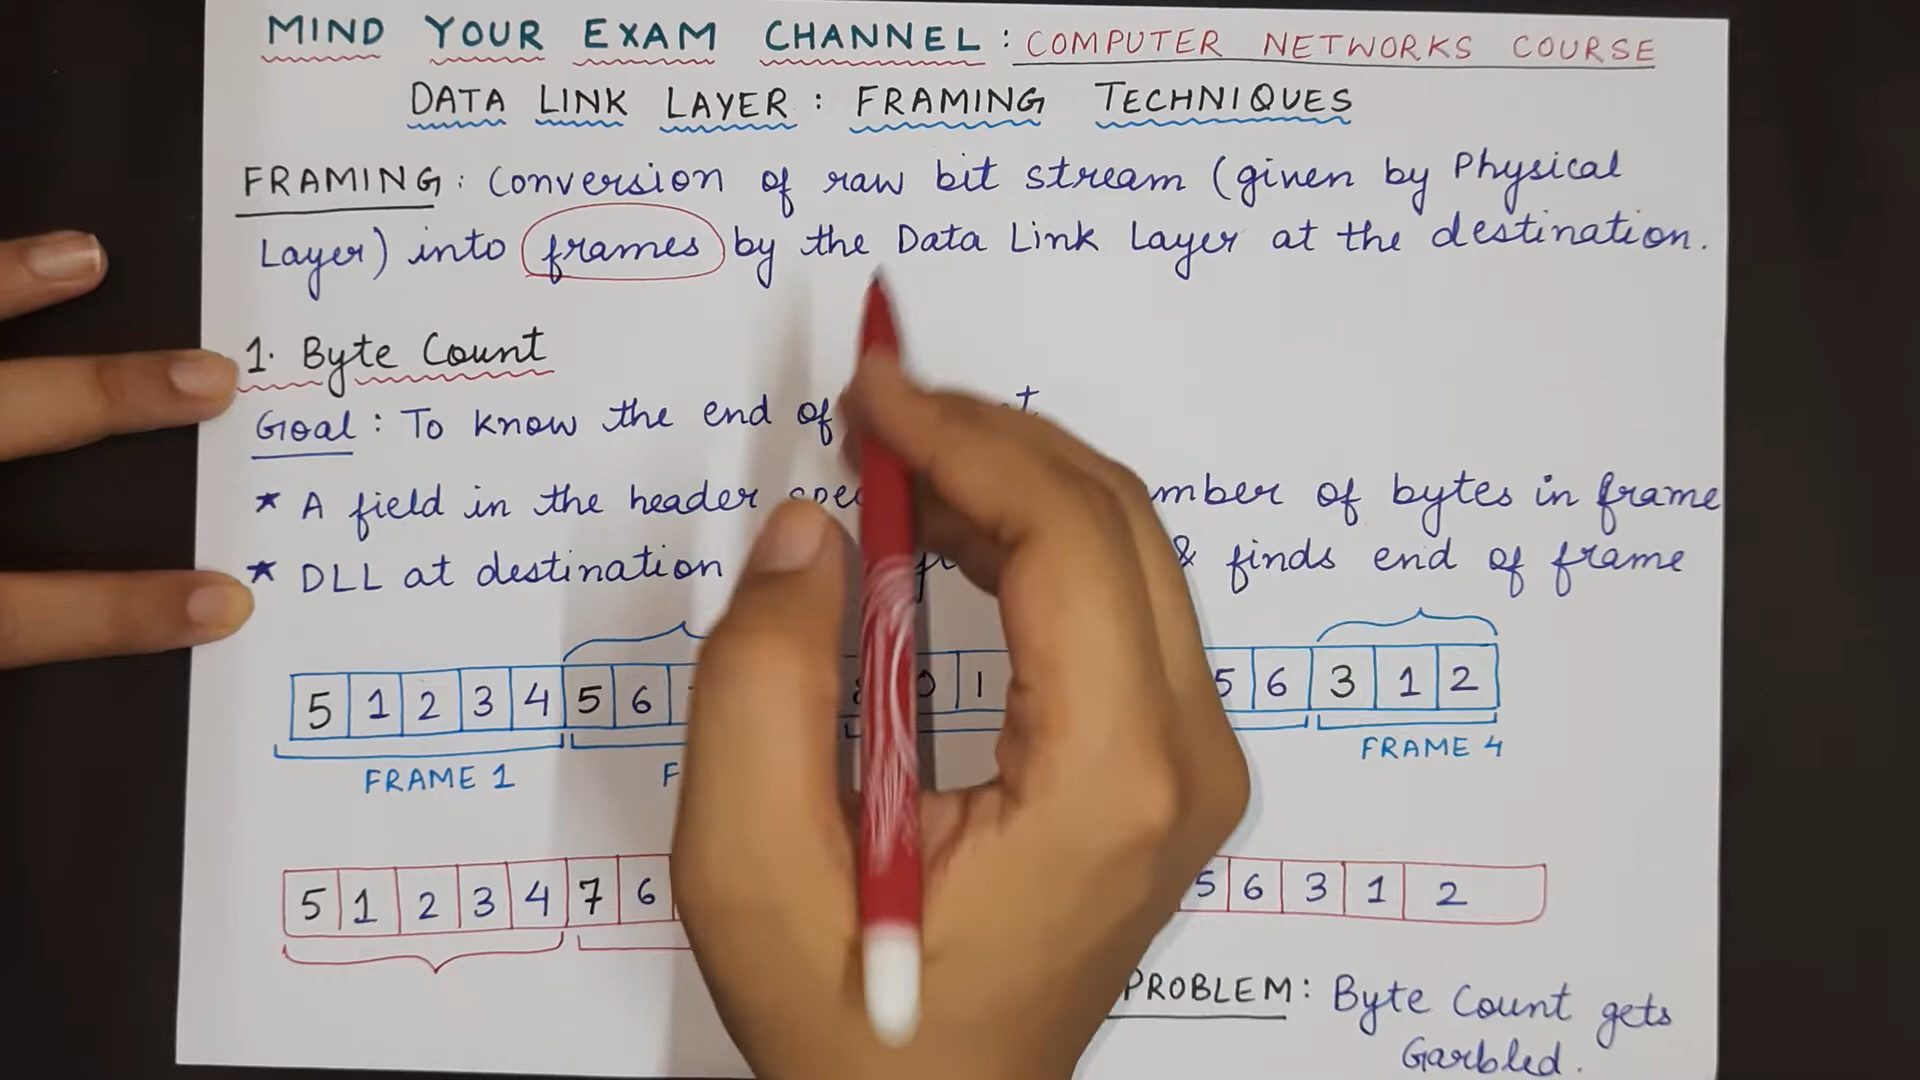 MIND YOUR EXAM CHANNEL : COMPUTER NETWORKS COURSE
DATA LINK LAYER : FRAMING TECHNIQUES
FRAMING : Conversion of raw bit stream (given by Physical
Layer) into frames by the Data Link Layer at the destination.
1. Byte Count
Goal : To know the end of
* A field in the header of bytes in frame
* DLL at destination & finds end of frame
5 1 2 3 4 5 6 1 5 6 3 1 2
FRAME 1 FRAME 4
5 1 2 3 4 7 6 5 6 3 1 2
PROBLEM : Byte Count gets
Garbled.